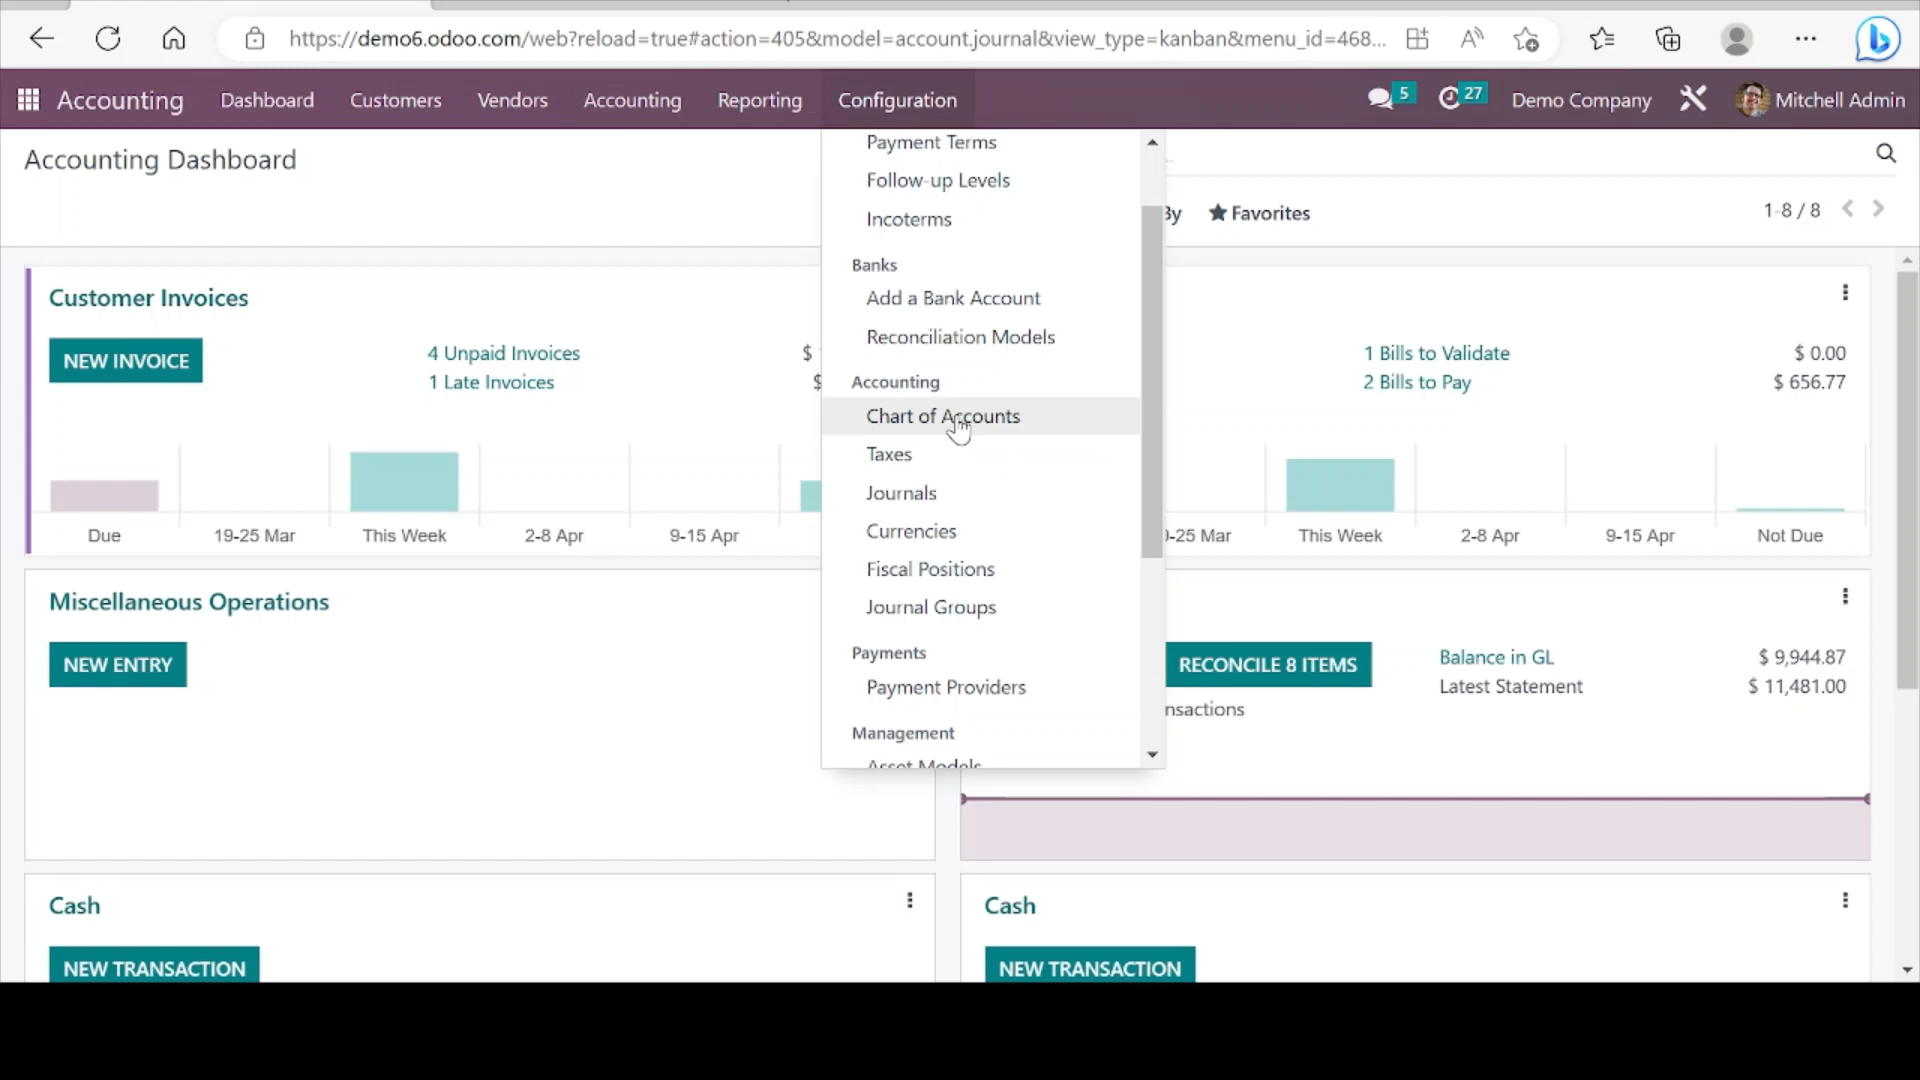 https://demo6.odoo.com/web?reload=true#action=405&model=account.journal&view_type=kanban&menu_id=468...
Accounting Dashboard Customers Vendors Accounting Reporting Configuration 5 27 Demo Company Mitchell Admin
Accounting Dashboard
Favorites
1-8 / 8
Payment Terms
Follow-up Levels
Incoterms
Banks
Add a Bank Account
Reconciliation Models
Accounting
Chart of Accounts
Taxes
Journals
Currencies
Fiscal Positions
Journal Groups
Payments
Payment Providers
Management
Asset Models
Customer Invoices
NEW INVOICE
4 Unpaid Invoices $
1 Late Invoices $
Due 19-25 Mar This Week 2-8 Apr 9-15 Apr
1 Bills to Validate $ 0.00
2 Bills to Pay $ 656.77
-25 Mar This Week 2-8 Apr 9-15 Apr Not Due
Miscellaneous Operations
NEW ENTRY
RECONCILE 8 ITEMS
nsactions
Balance in GL $ 9,944.87
Latest Statement $ 11,481.00
Cash
NEW TRANSACTION
Cash
NEW TRANSACTION